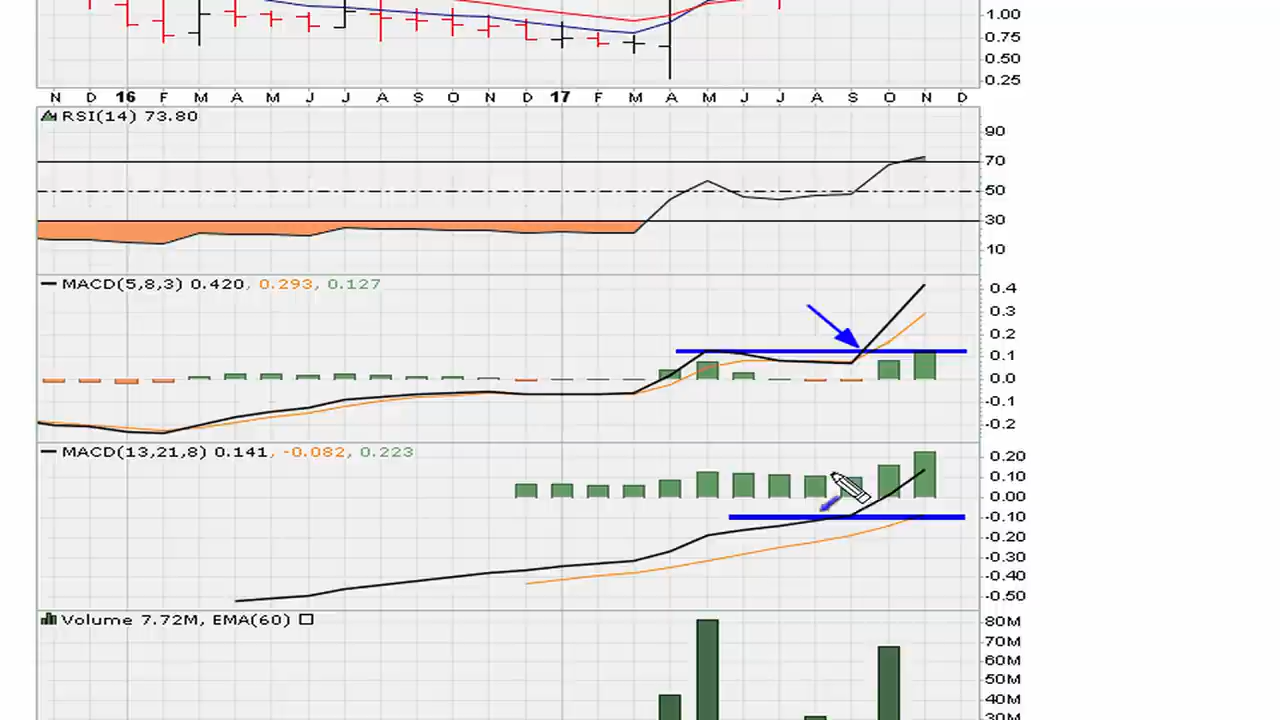 1.00
0.75
0.50
0.25
N D 16 F M A M J J A S O N D 17 F M A M J J A S O N D
RSI(14) 73.80
90
70
50
30
10
MACD(5,8,3) 0.420, 0.293, 0.127
0.4
0.3
0.2
0.1
0.0
-0.1
-0.2
MACD(13,21,8) 0.141, -0.082, 0.223
0.20
0.10
0.00
-0.10
-0.20
-0.30
-0.40
-0.50
Volume 7.72M, EMA(60)
80M
70M
60M
50M
40M
30M